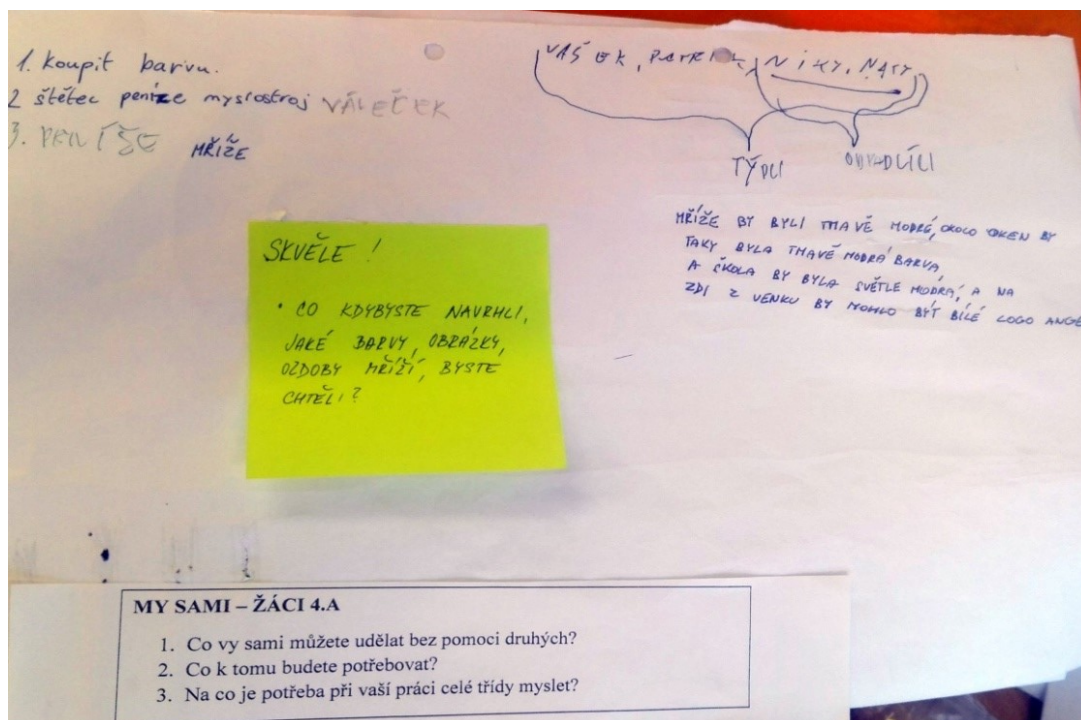 1. Koupit barvu.
2 štětec peníze myslostroj VÁLEČEK
3.
MŘÍŽE
VAŠEK, PATRIK, NIKY, NATY
TÝPCI
SKVĚLE!
• CO KDYBYSTE NAVRHLI,
JAKÉ BARVY, OBRÁZKY,
OZDOBY MŘÍŽÍ, BYSTE
CHTĚLI?
MŘÍŽE BY BYLI TMAVĚ MODRÉ, OKOLO OKEN BY
TAKY BYLA TMAVĚ MODRÁ BARVA
A ŠKOLA BY BYLA SVĚTLE MODRÁ, A NA
ZDI Z VENKU BY MOHLO BÝT BÍLÉ LOGO ANGE
MY SAMI – ŽÁCI 4.A
1. Co vy sami můžete udělat bez pomoci druhých?
2. Co k tomu budete potřebovat?
3. Na co je potřeba při vaší práci celé třídy myslet?